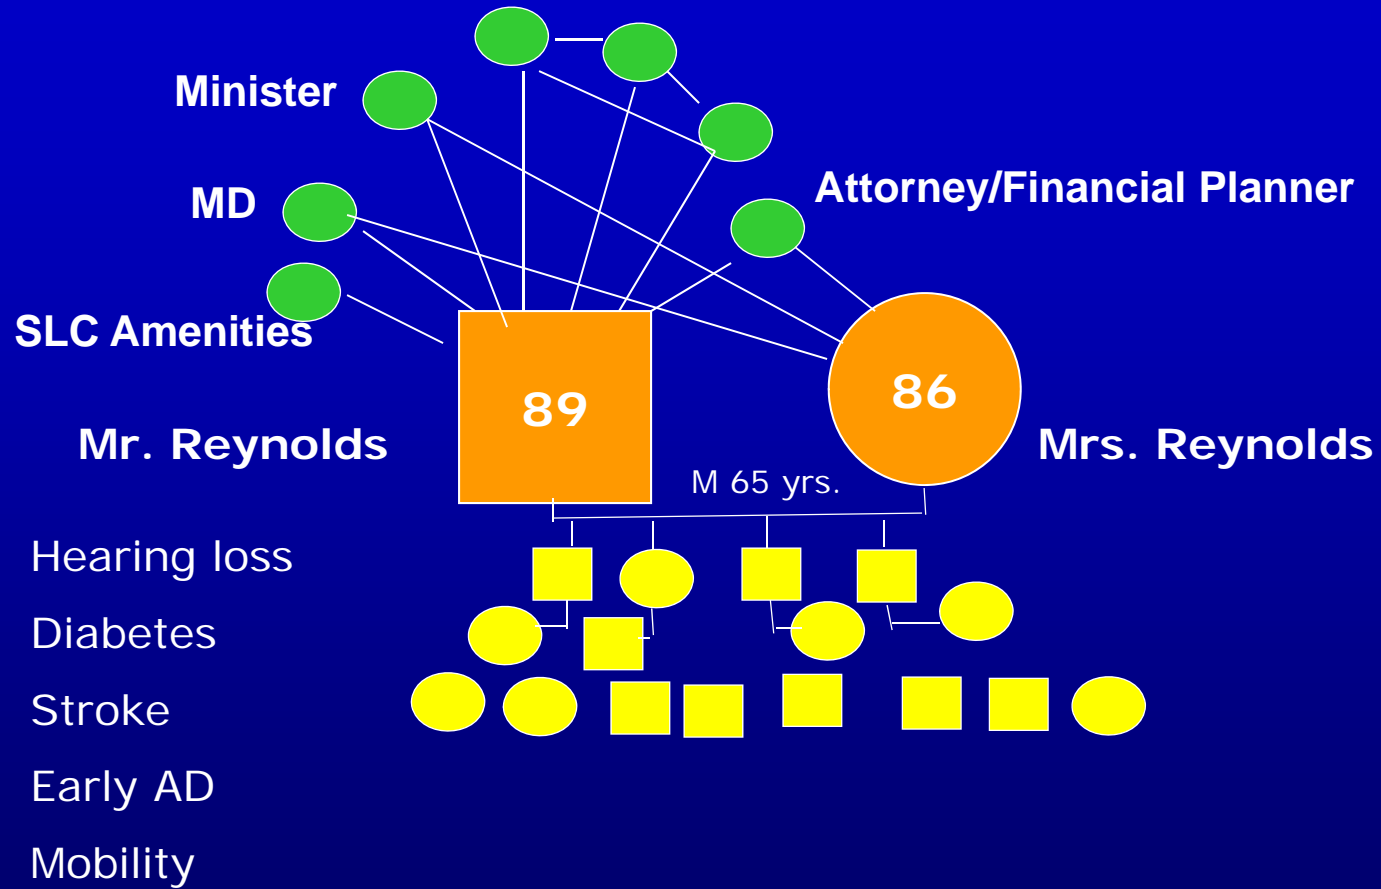 Minister
MD
Attorney/Financial Planner
SLC Amenities
89
86
Mr. Reynolds
Mrs. Reynolds
M 65 yrs.
Hearing loss
Diabetes
Stroke
Early AD
Mobility